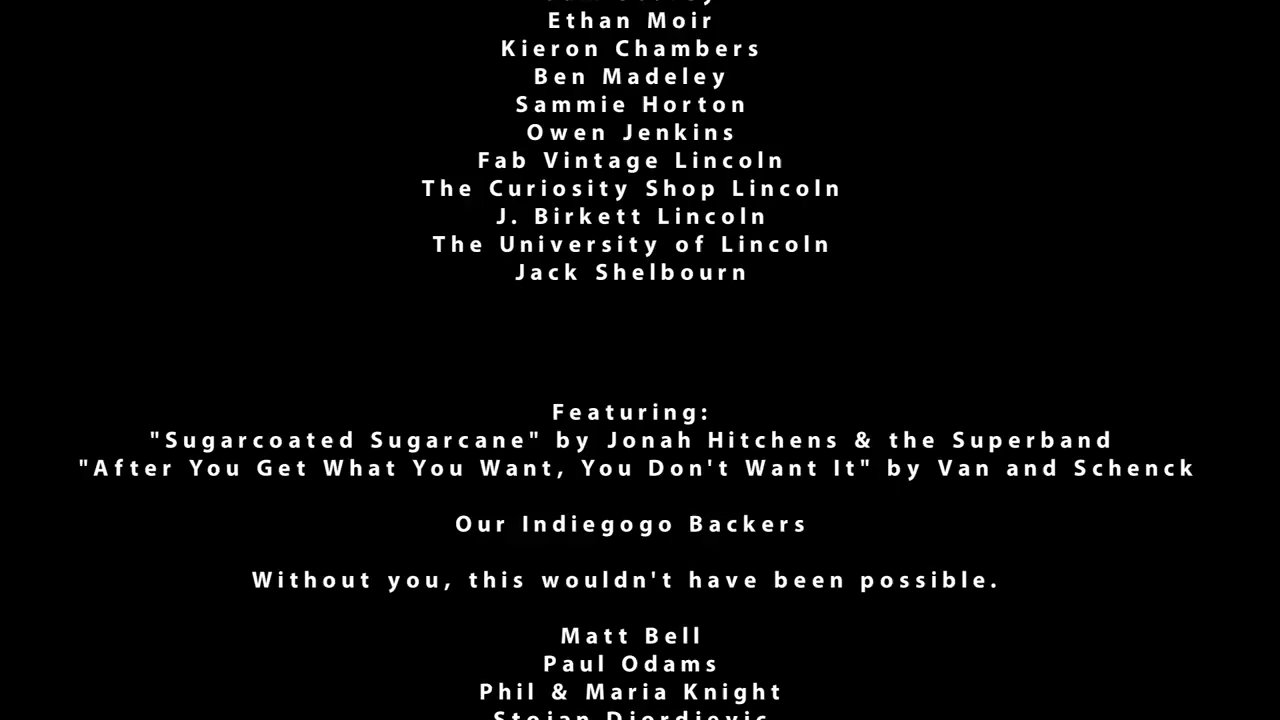 Ethan Moir
Kieron Chambers
Ben Madeley
Sammie Horton
Owen Jenkins
Fab Vintage Lincoln
The Curiosity Shop Lincoln
J. Birkett Lincoln
The University of Lincoln
Jack Shelbourn
Featuring:
"Sugarcoated Sugarcane" by Jonah Hitchens & the Superband
"After You Get What You Want, You Don't Want It" by Van and Schenck
Our Indiegogo Backers
Without you, this wouldn't have been possible.
Matt Bell
Paul Odams
Phil & Maria Knight
Stojan Djordjevic